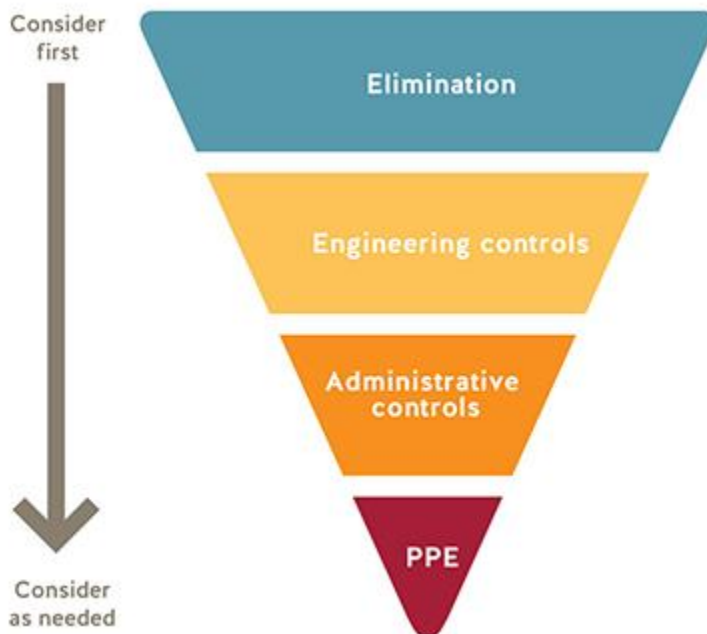 Consider
first
Elimination
Engineering controls
Administrative
controls
PPE
Consider
as needed